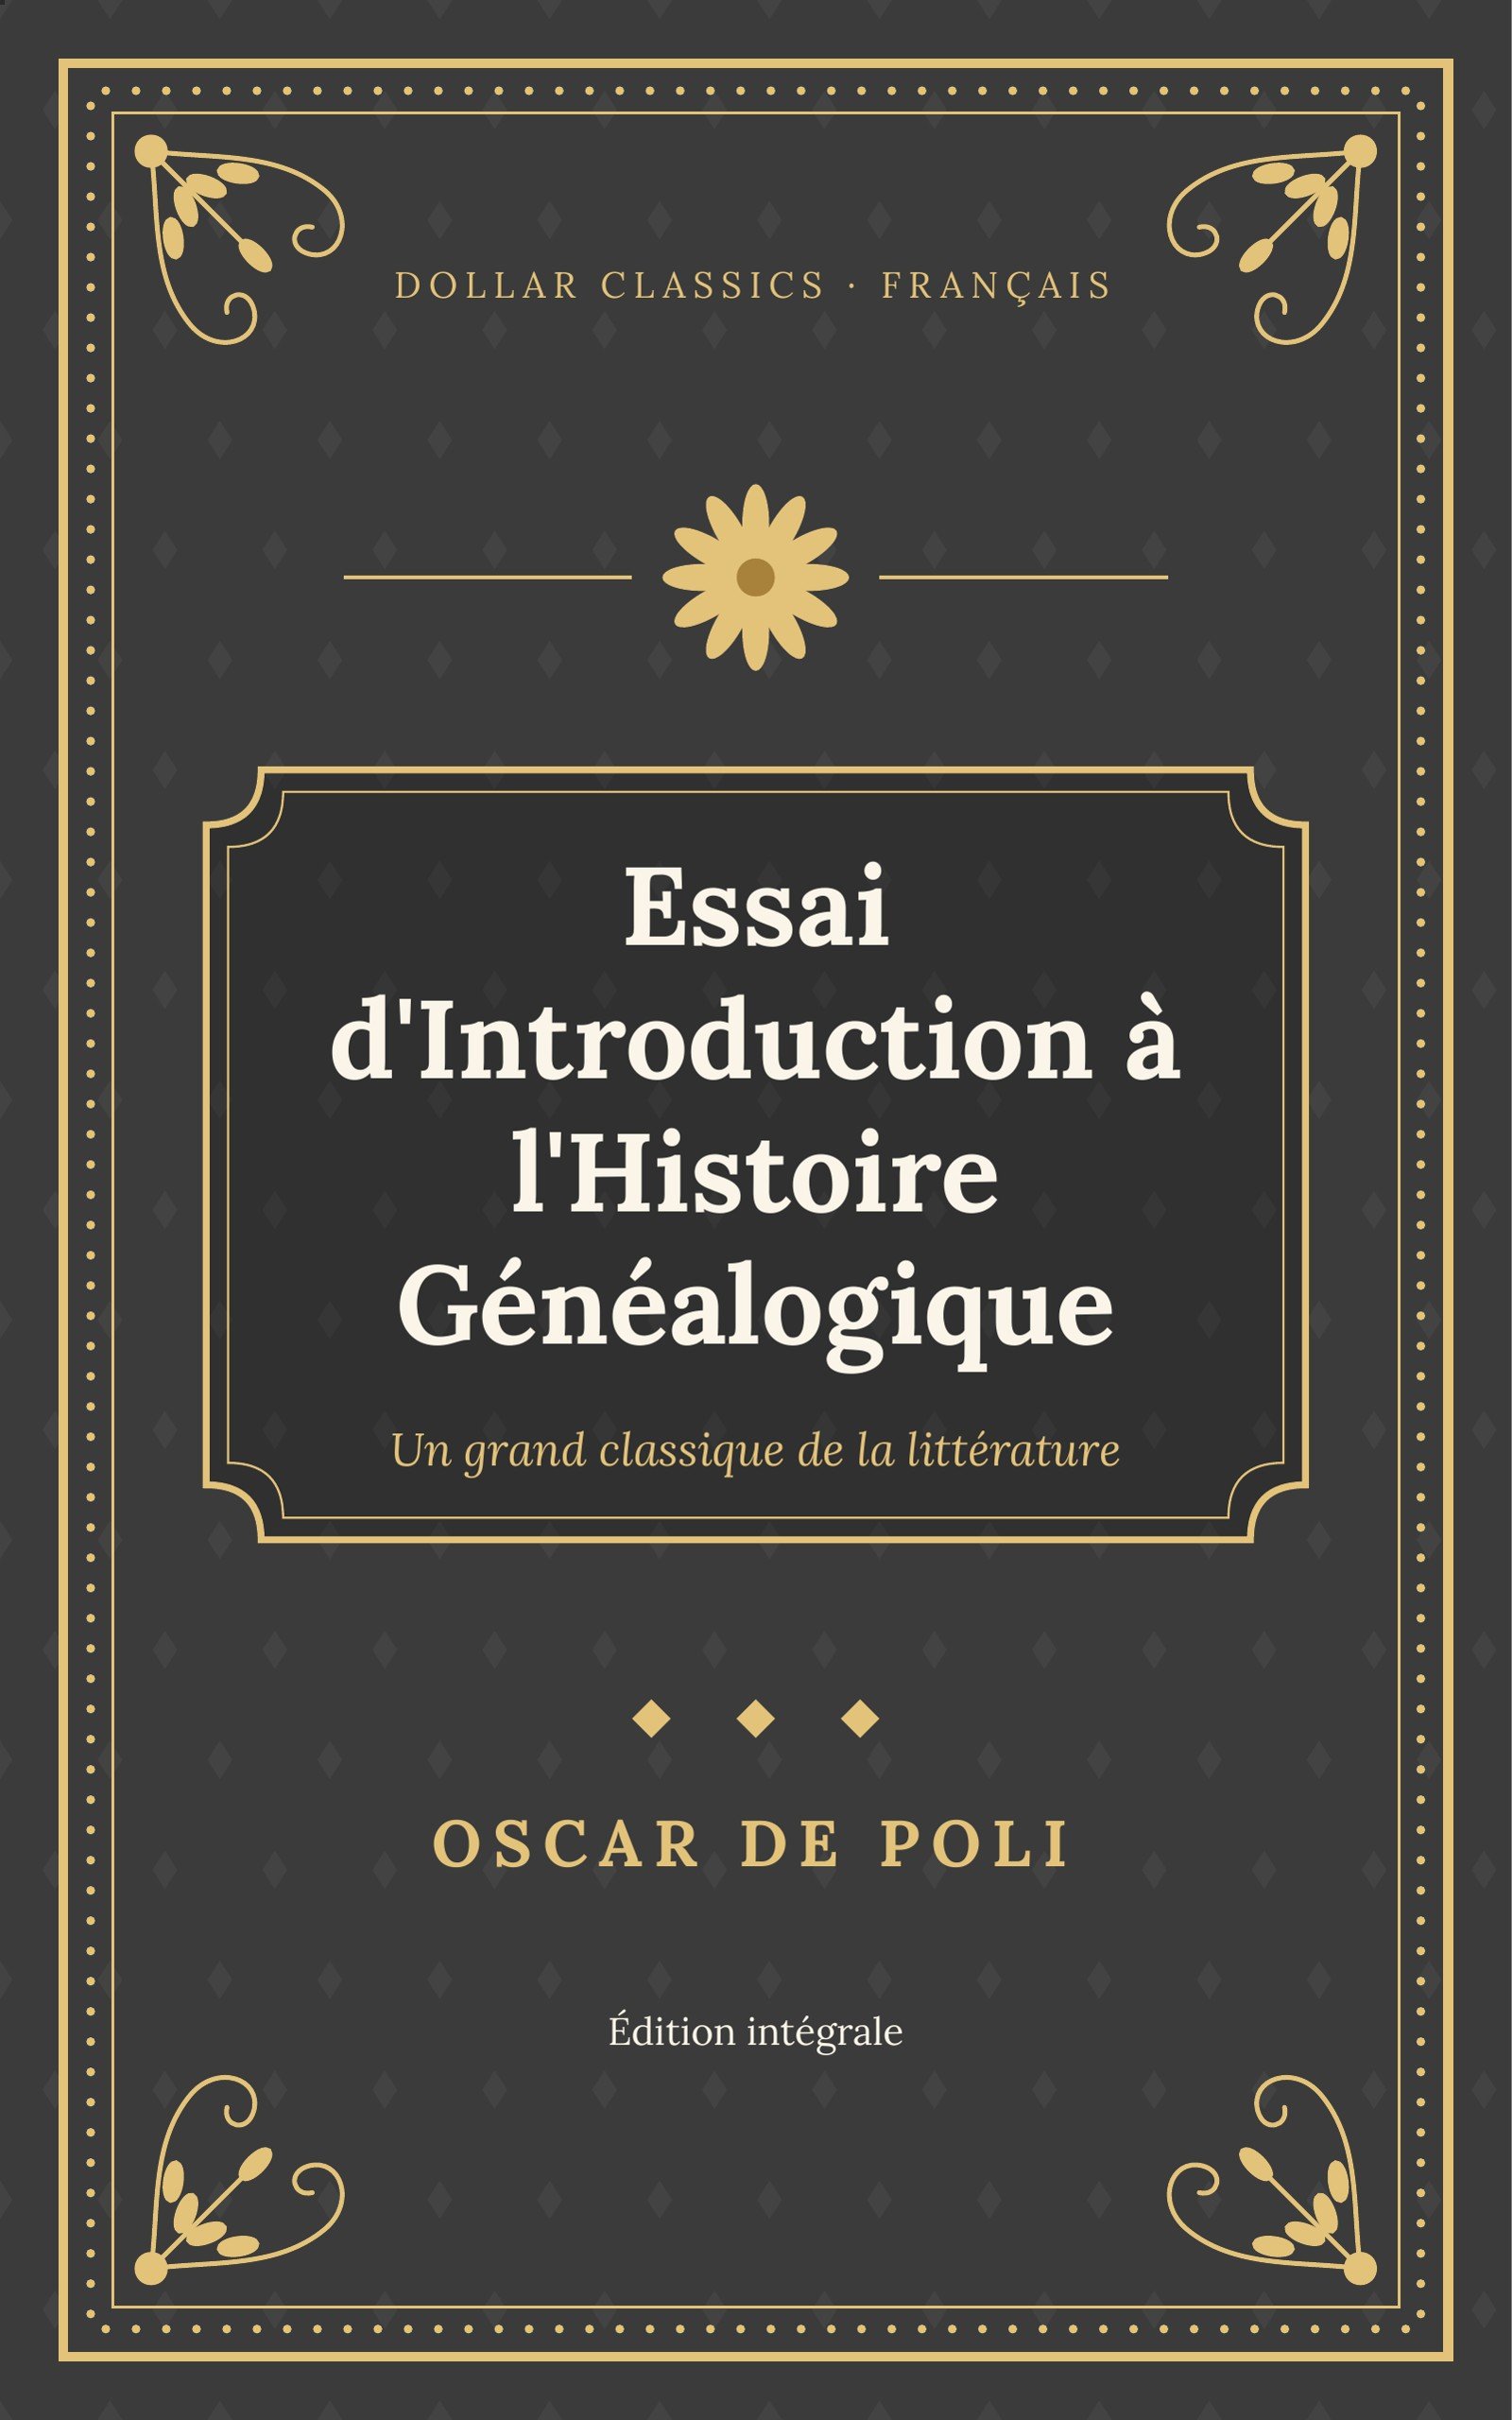 DOLLAR CLASSICS · FRANÇAIS
Essai
d'Introduction à
l'Histoire
Généalogique
Un grand classique de la littérature
OSCAR DE POLI
Édition intégrale